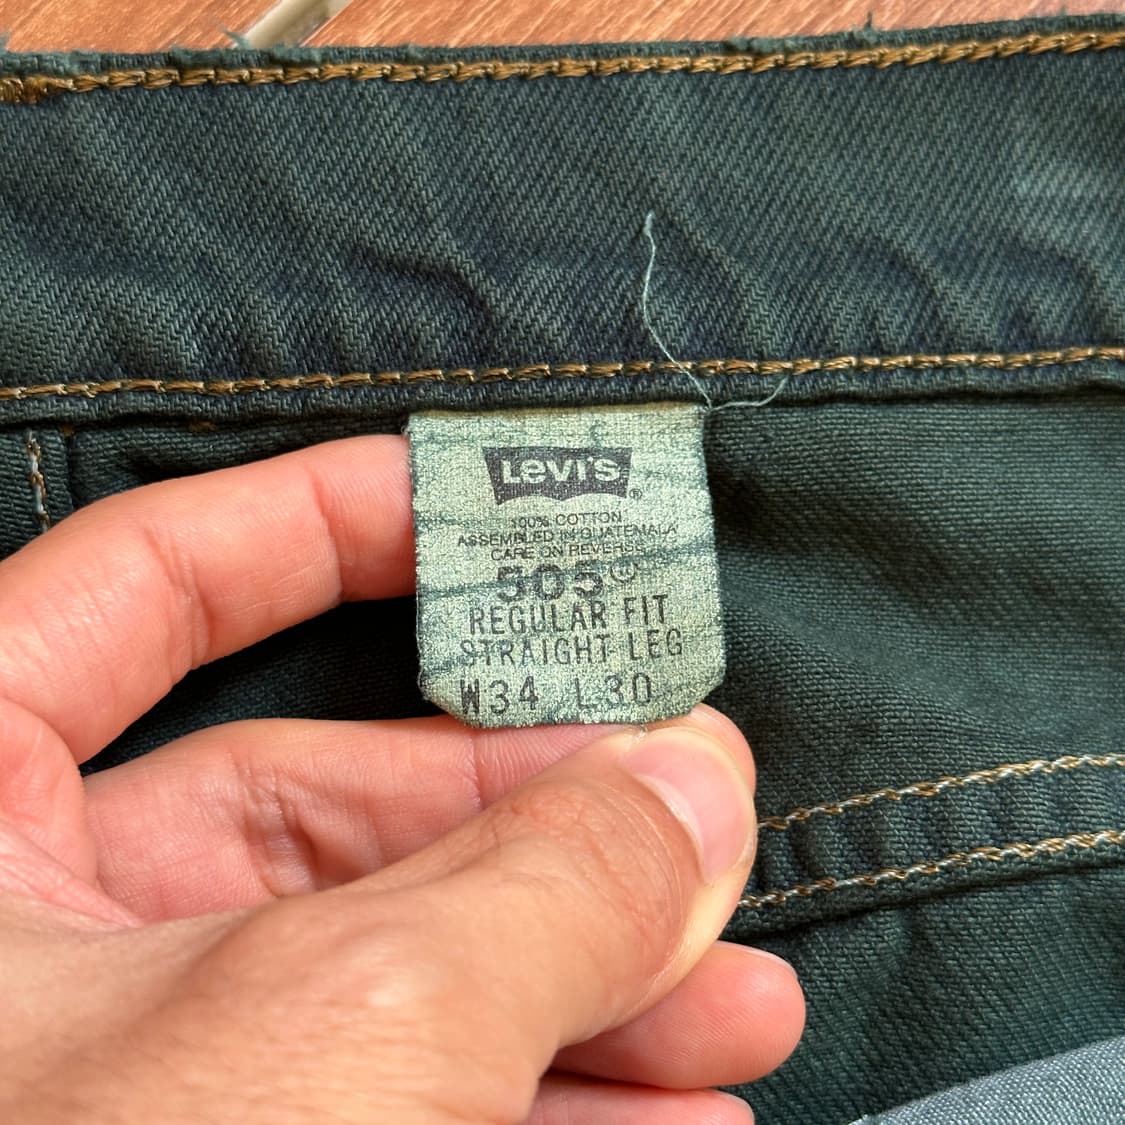 Levi's®
100% COTTON
ASSEMBLED IN GUATEMALA
CARE ON REVERSE
505©
REGULAR FIT
STRAIGHT LEG
W34 L30